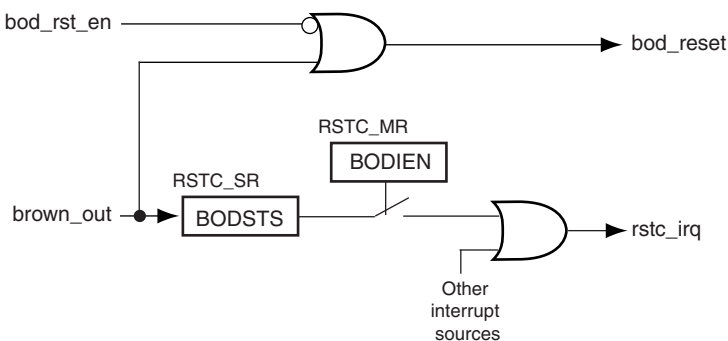 bod_rst_en
bod_reset
RSTC_MR
BODIEN
RSTC_SR
brown_out
BODSTS
rstc_irq
Other
interrupt
sources